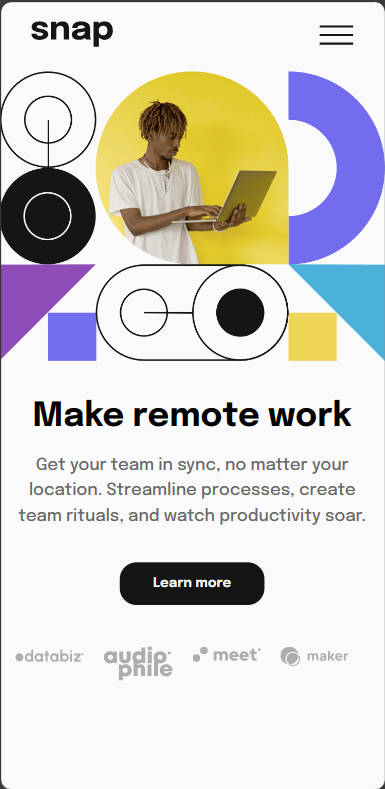 snap
Make remote work
Get your team in sync, no matter your
location. Streamline processes, create
team rituals, and watch productivity soar.
Learn more
databiz
audiophile
meet
maker